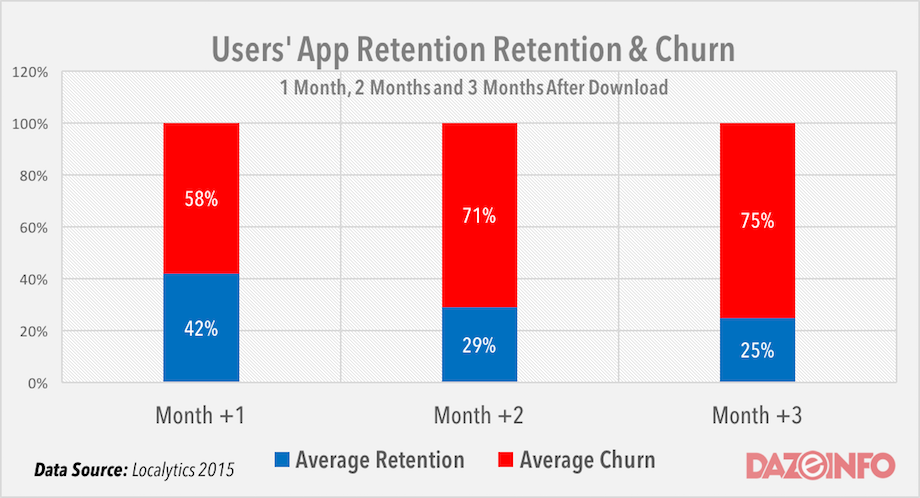 Users' App Retention Retention & Churn
1 Month, 2 Months and 3 Months After Download
120%
100%
80%
60%
40%
20%
0%
58%
71%
75%
42%
29%
25%
Month +1
Month +2
Month +3
Data Source: Localytics 2015
Average Retention
Average Churn
DAZEINFO